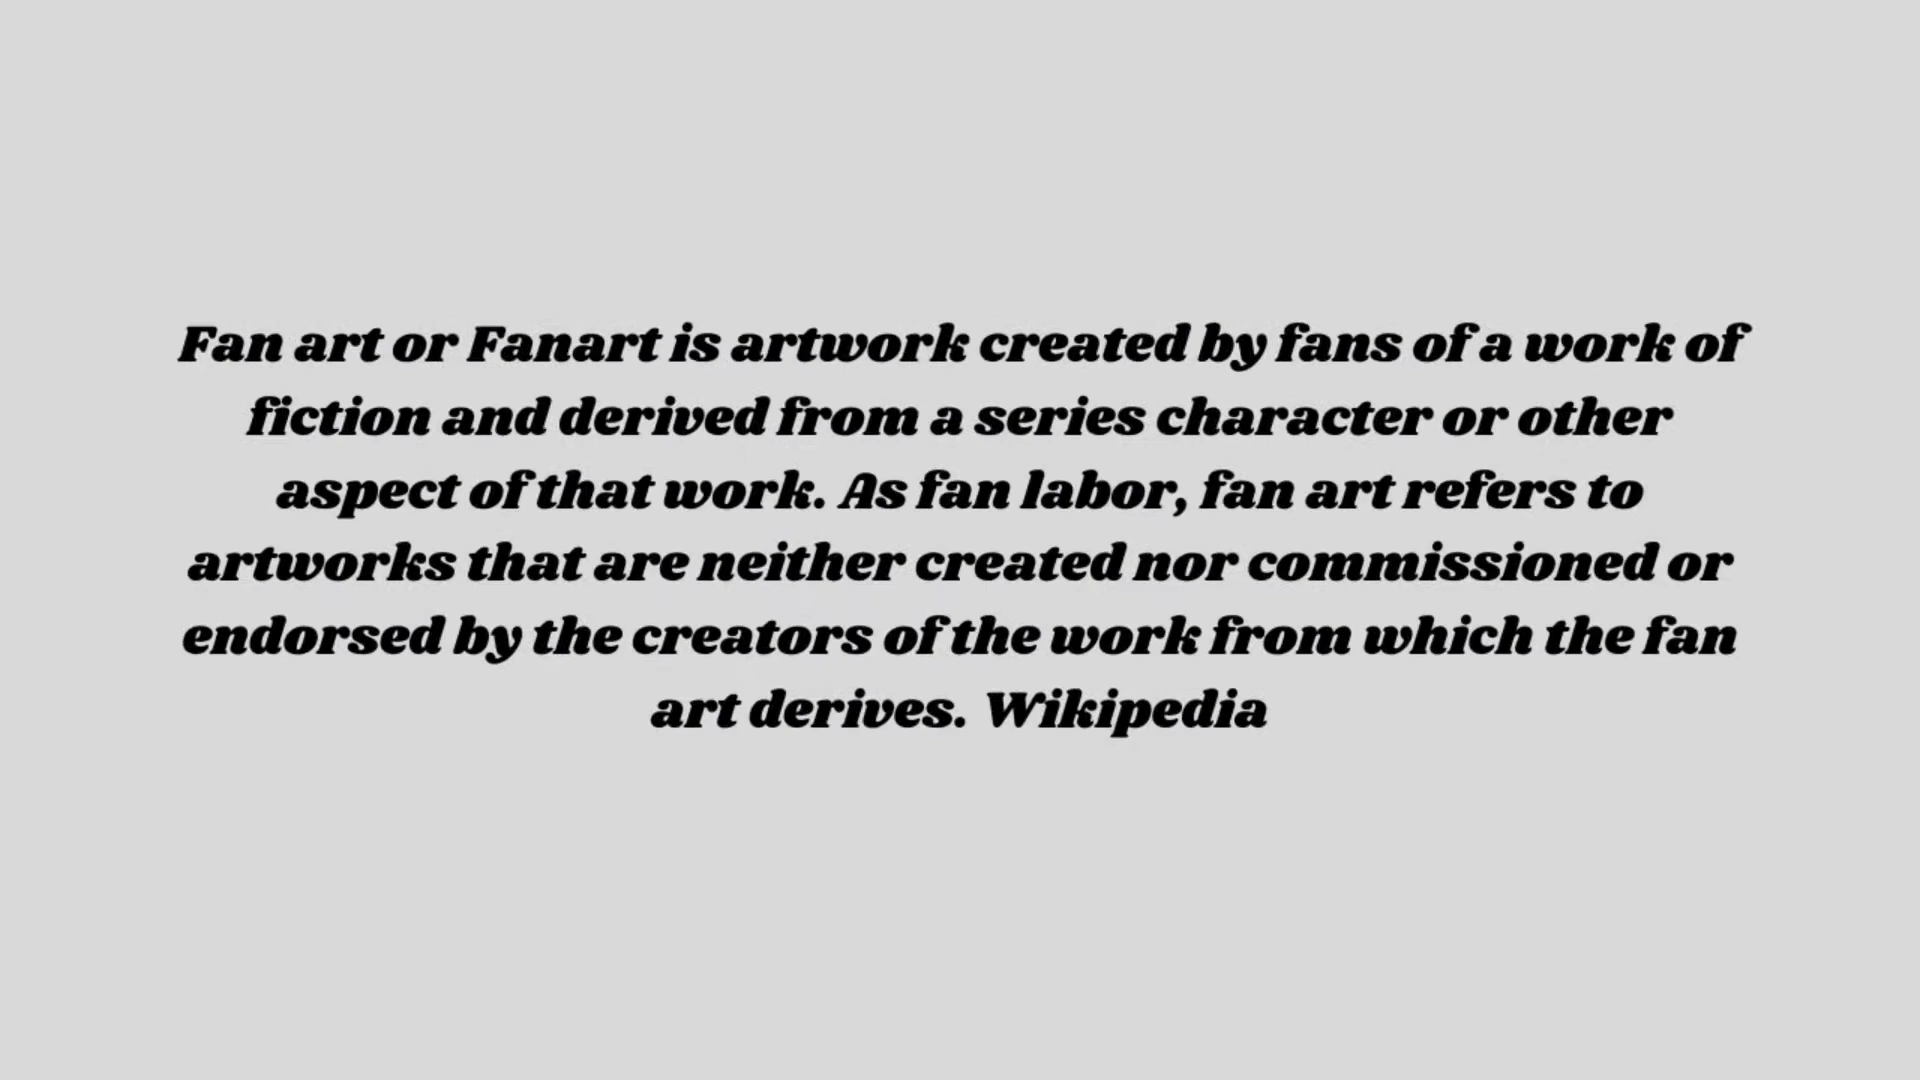 Fan art or Fanart is artwork created by fans of a work of
fiction and derived from a series character or other
aspect of that work. As fan labor, fan art refers to
artworks that are neither created nor commissioned or
endorsed by the creators of the work from which the fan
art derives. Wikipedia